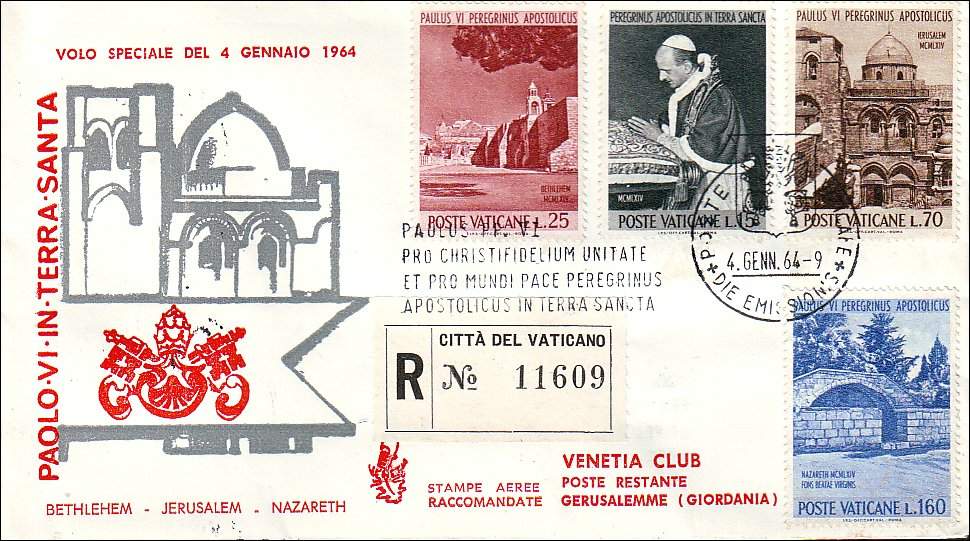 VOLO SPECIALE DEL 4 GENNAIO 1964
PAOLO·VI·IN·TERRA·SANTA
BETHLEHEM - JERUSALEM - NAZARETH
PAULUS VI PEREGRINUS APOSTOLICUS
BETHLEHEM
MCMLXIV
POSTE VATICANE L.25
PEREGRINUS APOSTOLICUS IN TERRA SANCTA
MCMLXIV
POSTE VATICANE L.15
PAULUS VI PEREGRINUS APOSTOLICUS
IERUSALEM
MCMLXIV
POSTE VATICANE L.70
PAULUS PP. VI
PRO CHRISTIFIDELIUM UNITATE
ET PRO MUNDI PACE PEREGRINUS
APOSTOLICUS IN TERRA SANCTA
4.GENN.64-9
DIE EMISSIONIS
PAULUS VI PEREGRINUS APOSTOLICUS
NAZARETH MCMLXIV
FONS BEATAE VIRGINIS
POSTE VATICANE L.160
CITTÀ DEL VATICANO
R No 11609
STAMPE AEREE
RACCOMANDATE
VENETIA CLUB
POSTE RESTANTE
GERUSALEMME (GIORDANIA)